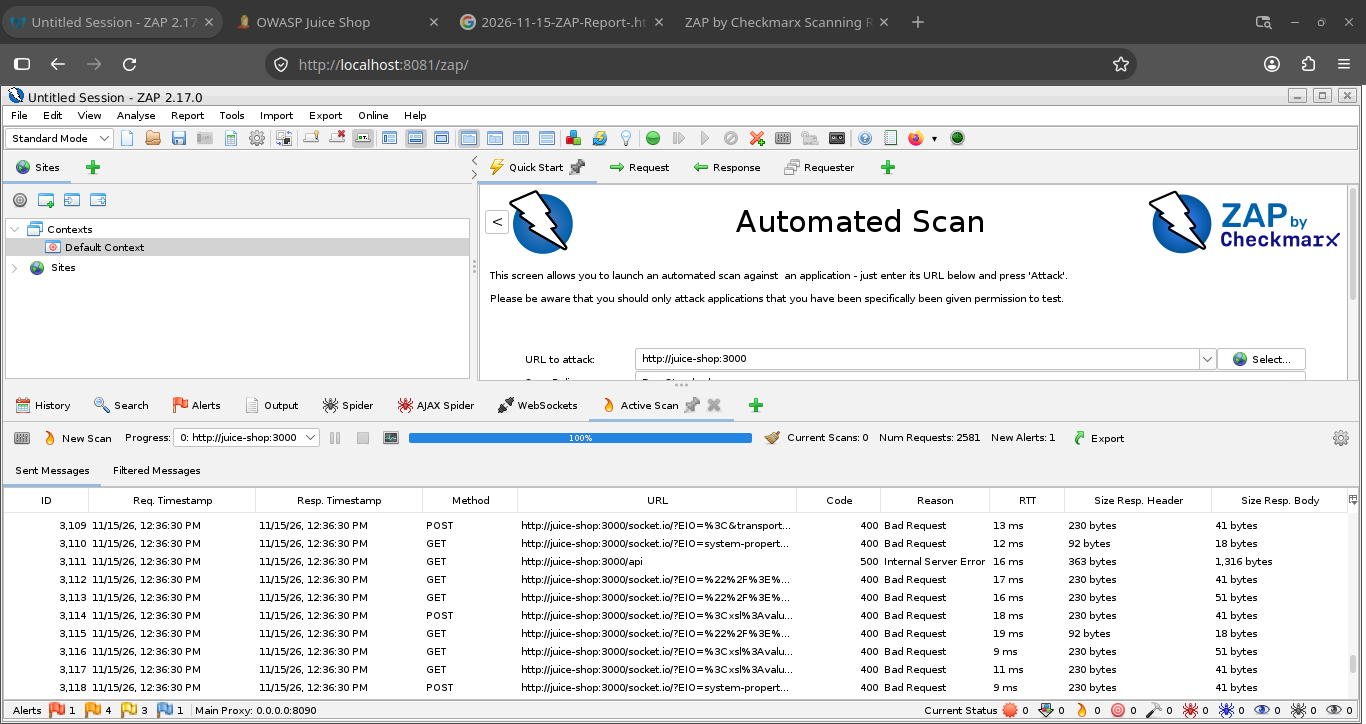 Untitled Session - ZAP 2.17
OWASP Juice Shop
2026-11-15-ZAP-Report-.ht
ZAP by Checkmarx Scanning R
http://localhost:8081/zap/
Untitled Session - ZAP 2.17.0
File Edit View Analyse Report Tools Import Export Online Help
Standard Mode
Sites
Quick Start Request Response Requester
Contexts
Default Context
Sites
<
Automated Scan
ZAP by Checkmarx
This screen allows you to launch an automated scan against an application - just enter its URL below and press 'Attack'.
Please be aware that you should only attack applications that you have been specifically been given permission to test.
URL to attack: http://juice-shop:3000 Select...
History Search Alerts Output Spider AJAX Spider WebSockets Active Scan
New Scan Progress: 0: http://juice-shop:3000 100% Current Scans: 0 Num Requests: 2581 New Alerts: 1 Export
Sent Messages Filtered Messages
ID Req. Timestamp Resp. Timestamp Method URL Code Reason RTT Size Resp. Header Size Resp. Body
3,109 11/15/26, 12:36:30 PM 11/15/26, 12:36:30 PM POST http://juice-shop:3000/socket.io/?EIO=%3C&transport... 400 Bad Request 13 ms 230 bytes 41 bytes
3,110 11/15/26, 12:36:30 PM 11/15/26, 12:36:30 PM GET http://juice-shop:3000/socket.io/?EIO=system-propert... 400 Bad Request 12 ms 92 bytes 18 bytes
3,111 11/15/26, 12:36:30 PM 11/15/26, 12:36:30 PM GET http://juice-shop:3000/api 500 Internal Server Error 16 ms 363 bytes 1,316 bytes
3,112 11/15/26, 12:36:30 PM 11/15/26, 12:36:30 PM GET http://juice-shop:3000/socket.io/?EIO=%22%2F%3E%... 400 Bad Request 17 ms 230 bytes 41 bytes
3,113 11/15/26, 12:36:30 PM 11/15/26, 12:36:30 PM GET http://juice-shop:3000/socket.io/?EIO=%22%2F%3E%... 400 Bad Request 16 ms 230 bytes 51 bytes
3,114 11/15/26, 12:36:30 PM 11/15/26, 12:36:30 PM POST http://juice-shop:3000/socket.io/?EIO=%3Cxsl%3Avalu... 400 Bad Request 18 ms 230 bytes 41 bytes
3,115 11/15/26, 12:36:30 PM 11/15/26, 12:36:30 PM GET http://juice-shop:3000/socket.io/?EIO=%22%2F%3E%... 400 Bad Request 19 ms 92 bytes 18 bytes
3,116 11/15/26, 12:36:30 PM 11/15/26, 12:36:30 PM GET http://juice-shop:3000/socket.io/?EIO=%3Cxsl%3Avalu... 400 Bad Request 9 ms 230 bytes 51 bytes
3,117 11/15/26, 12:36:30 PM 11/15/26, 12:36:30 PM GET http://juice-shop:3000/socket.io/?EIO=%3Cxsl%3Avalu... 400 Bad Request 11 ms 230 bytes 41 bytes
3,118 11/15/26, 12:36:30 PM 11/15/26, 12:36:30 PM POST http://juice-shop:3000/socket.io/?EIO=system-propert... 400 Bad Request 9 ms 230 bytes 41 bytes
Alerts 1 4 3 1 Main Proxy: 0.0.0.0:8090 Current Status 0 0 0 0 0 0 0 0 0 0